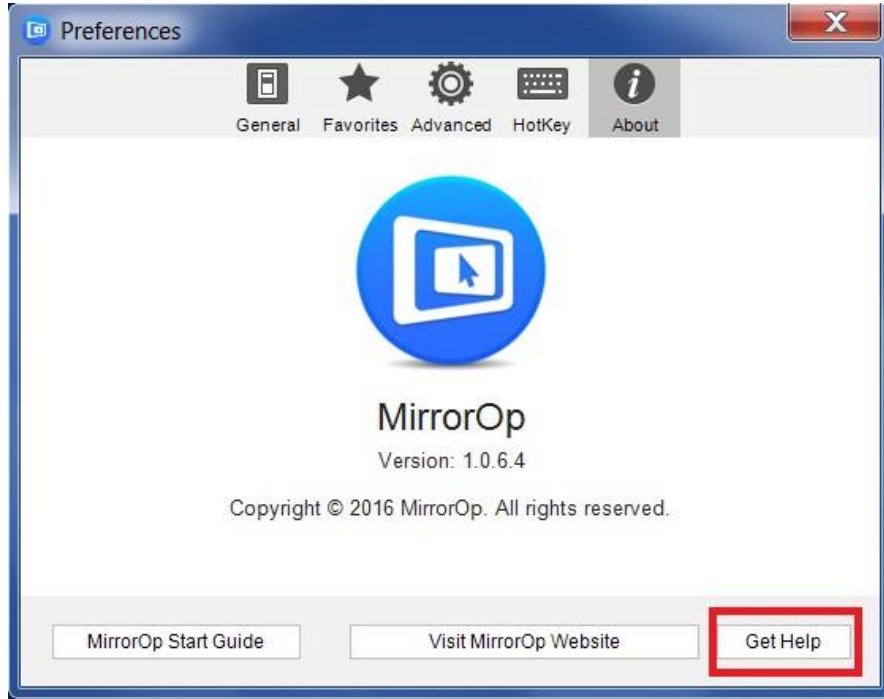 Preferences
General Favorites Advanced HotKey About
MirrorOp
Version: 1.0.6.4
Copyright © 2016 MirrorOp. All rights reserved.
MirrorOp Start Guide Visit MirrorOp Website Get Help